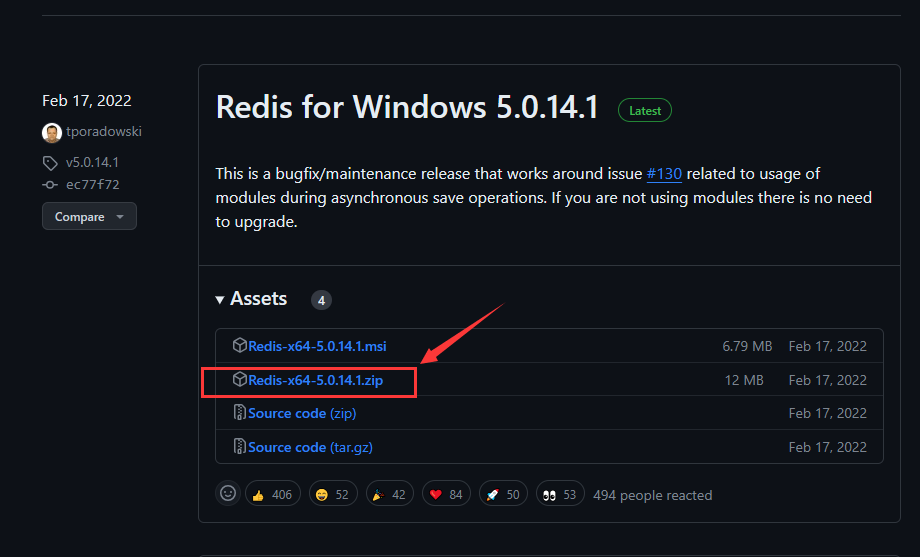 Feb 17, 2022
tporadowski
v5.0.14.1
ec77f72
Compare
Redis for Windows 5.0.14.1 Latest
This is a bugfix/maintenance release that works around issue #130 related to usage of
modules during asynchronous save operations. If you are not using modules there is no need
to upgrade.
Assets 4
Redis-x64-5.0.14.1.msi 6.79 MB Feb 17, 2022
Redis-x64-5.0.14.1.zip 12 MB Feb 17, 2022
Source code (zip) Feb 17, 2022
Source code (tar.gz) Feb 17, 2022
406 52 42 84 50 53 494 people reacted